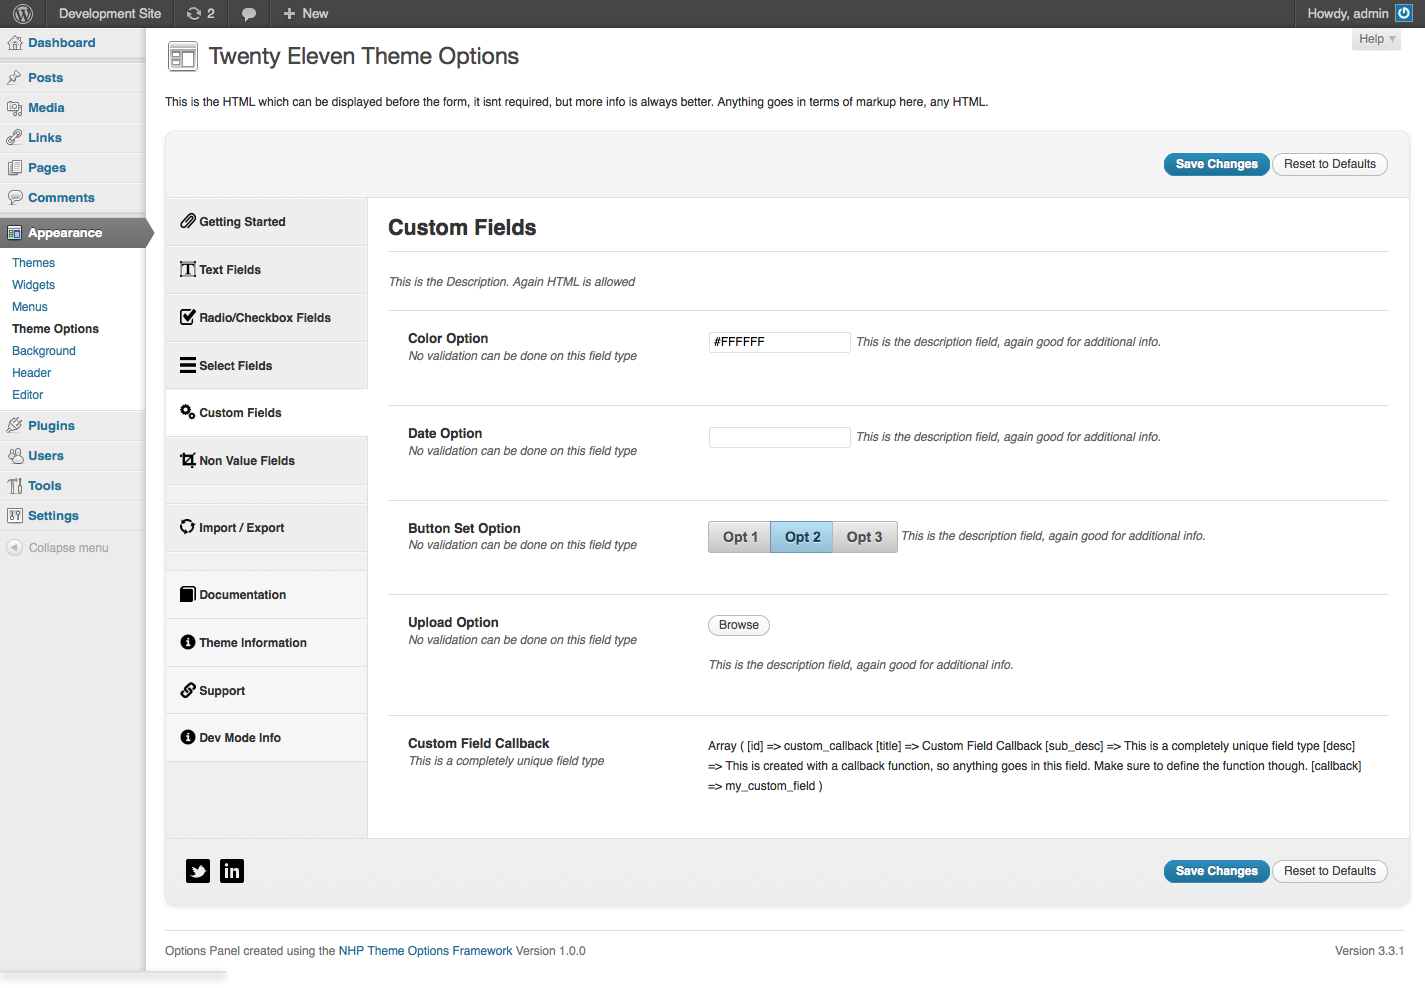 Development Site
2
New
Howdy, admin
Help
Dashboard
Posts
Media
Links
Pages
Comments
Appearance
Themes
Widgets
Menus
Theme Options
Background
Header
Editor
Plugins
Users
Tools
Settings
Collapse menu
Twenty Eleven Theme Options
This is the HTML which can be displayed before the form, it isnt required, but more info is always better. Anything goes in terms of markup here, any HTML.
Save Changes
Reset to Defaults
Getting Started
Text Fields
Radio/Checkbox Fields
Select Fields
Custom Fields
Non Value Fields
Import / Export
Documentation
Theme Information
Support
Dev Mode Info
Custom Fields
This is the Description. Again HTML is allowed
Color Option
No validation can be done on this field type
#FFFFFF
This is the description field, again good for additional info.
Date Option
No validation can be done on this field type
This is the description field, again good for additional info.
Button Set Option
No validation can be done on this field type
Opt 1
Opt 2
Opt 3
This is the description field, again good for additional info.
Upload Option
No validation can be done on this field type
Browse
This is the description field, again good for additional info.
Custom Field Callback
This is a completely unique field type
Array ( [id] => custom_callback [title] => Custom Field Callback [sub_desc] => This is a completely unique field type [desc]
=> This is created with a callback function, so anything goes in this field. Make sure to define the function though. [callback]
=> my_custom_field )
in
Save Changes
Reset to Defaults
Options Panel created using the NHP Theme Options Framework Version 1.0.0
Version 3.3.1